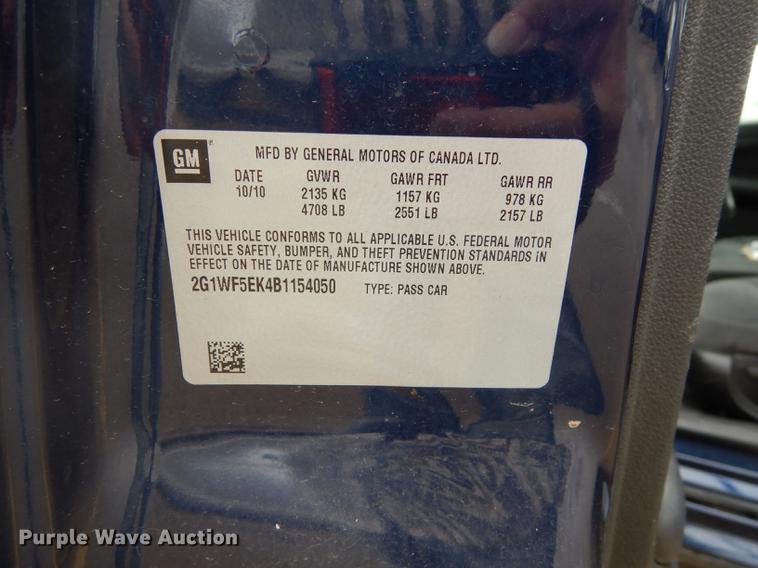 GM
MFD BY GENERAL MOTORS OF CANADA LTD.
DATE GVWR GAWR FRT GAWR RR
10/10 2135 KG 1157 KG 978 KG
4708 LB 2551 LB 2157 LB
THIS VEHICLE CONFORMS TO ALL APPLICABLE U.S. FEDERAL MOTOR
VEHICLE SAFETY, BUMPER, AND THEFT PREVENTION STANDARDS IN
EFFECT ON THE DATE OF MANUFACTURE SHOWN ABOVE.
2G1WF5EK4B1154050 TYPE: PASS CAR
Purple Wave Auction